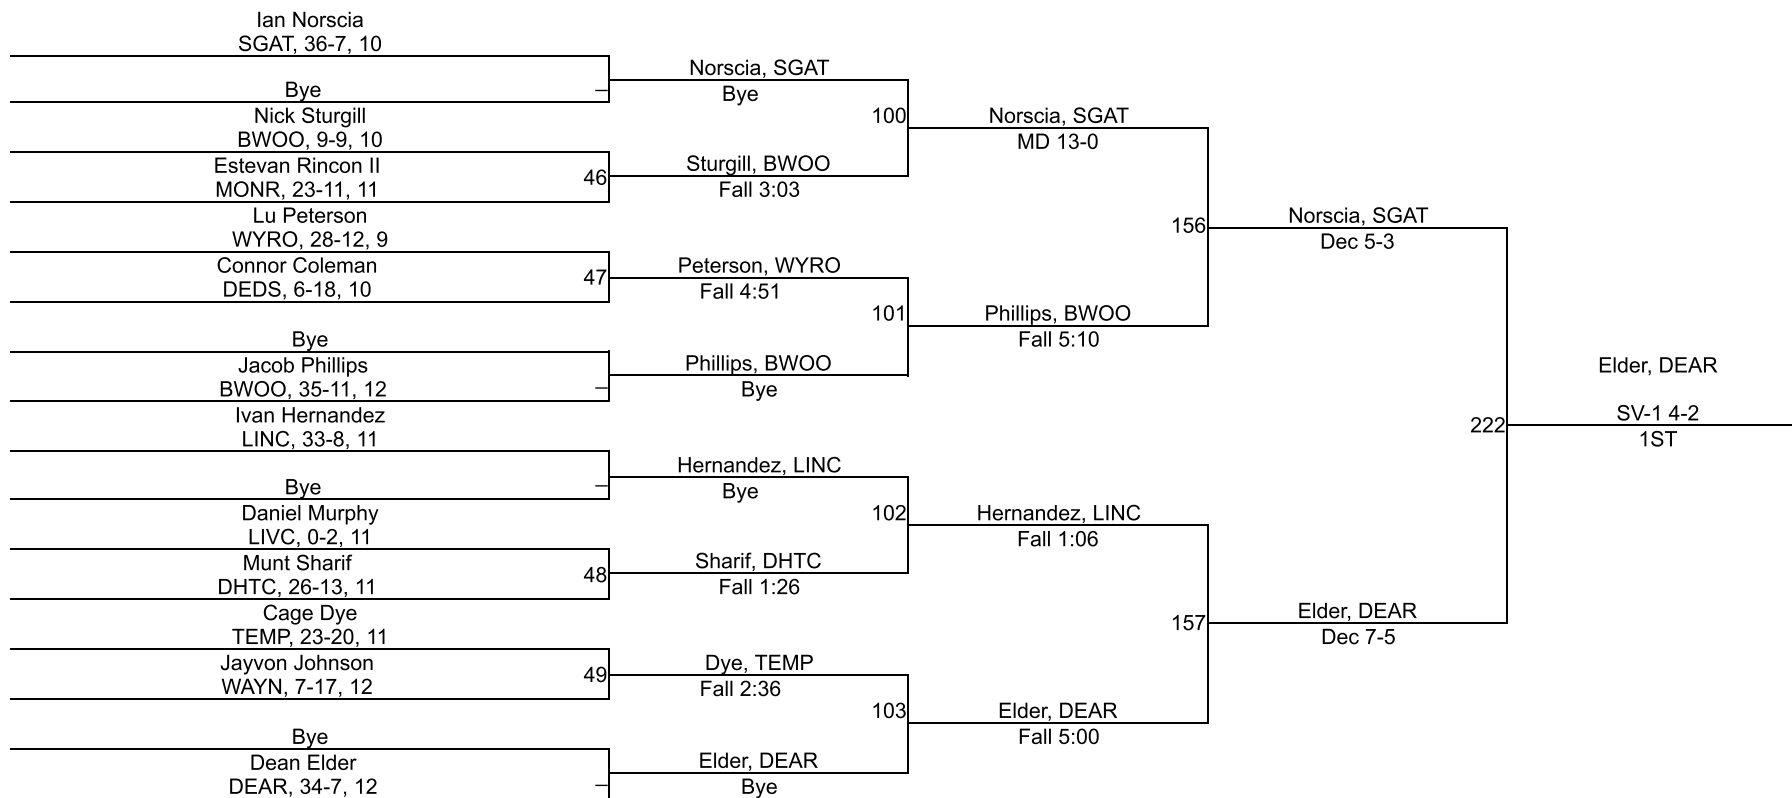 Ian Norscia
SGAT, 36-7, 10
Bye
Nick Sturgill
BWOO, 9-9, 10
Estevan Rincon II
MONR, 23-11, 11
Lu Peterson
WYRO, 28-12, 9
Connor Coleman
DEDS, 6-18, 10
Bye
Jacob Phillips
BWOO, 35-11, 12
Ivan Hernandez
LINC, 33-8, 11
Bye
Daniel Murphy
LIVC, 0-2, 11
Munt Sharif
DHTC, 26-13, 11
Cage Dye
TEMP, 23-20, 11
Jayvon Johnson
WAYN, 7-17, 12
Bye
Dean Elder
DEAR, 34-7, 12
–
46
47
–
–
48
49
–
Norscia, SGAT
Bye
Sturgill, BWOO
Fall 3:03
Peterson, WYRO
Fall 4:51
Phillips, BWOO
Bye
Hernandez, LINC
Bye
Sharif, DHTC
Fall 1:26
Dye, TEMP
Fall 2:36
Elder, DEAR
Bye
100
101
102
103
Norscia, SGAT
MD 13-0
Phillips, BWOO
Fall 5:10
Hernandez, LINC
Fall 1:06
Elder, DEAR
Fall 5:00
156
157
Norscia, SGAT
Dec 5-3
Elder, DEAR
Dec 7-5
222
Elder, DEAR
SV-1 4-2
1ST